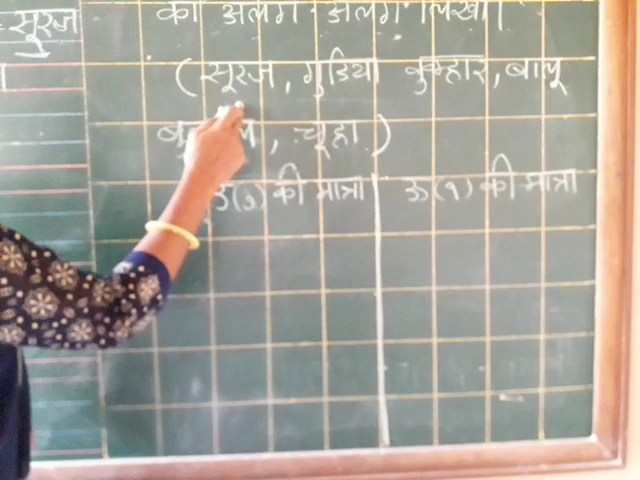 सूरज
को अलग-अलग लिखो।
(सूरज, गुडिया कुम्हार, बालू
, चूहा)
उ(ु) की मात्रा ऊ(ू) की मात्रा